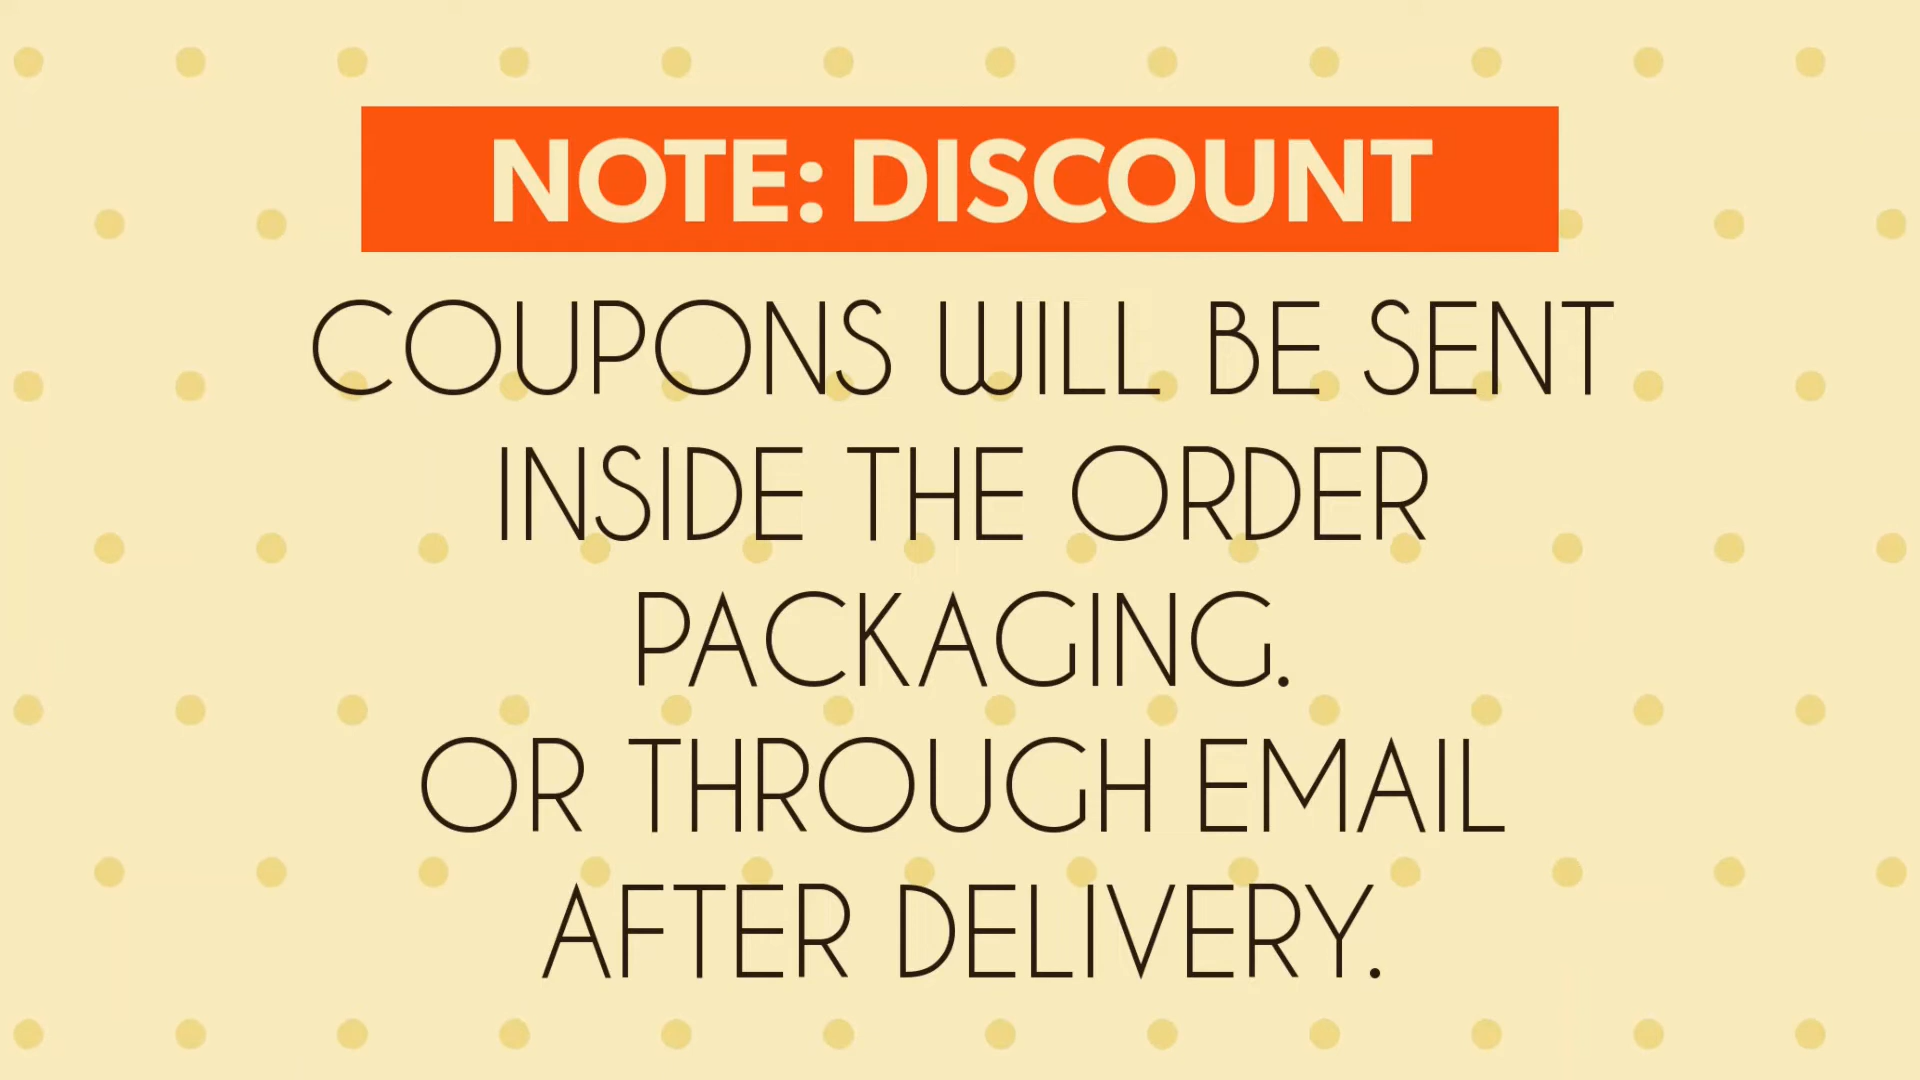 NOTE: DISCOUNT
COUPONS WILL BE SENT
INSIDE THE ORDER
PACKAGING.
OR THROUGH EMAIL
AFTER DELIVERY.